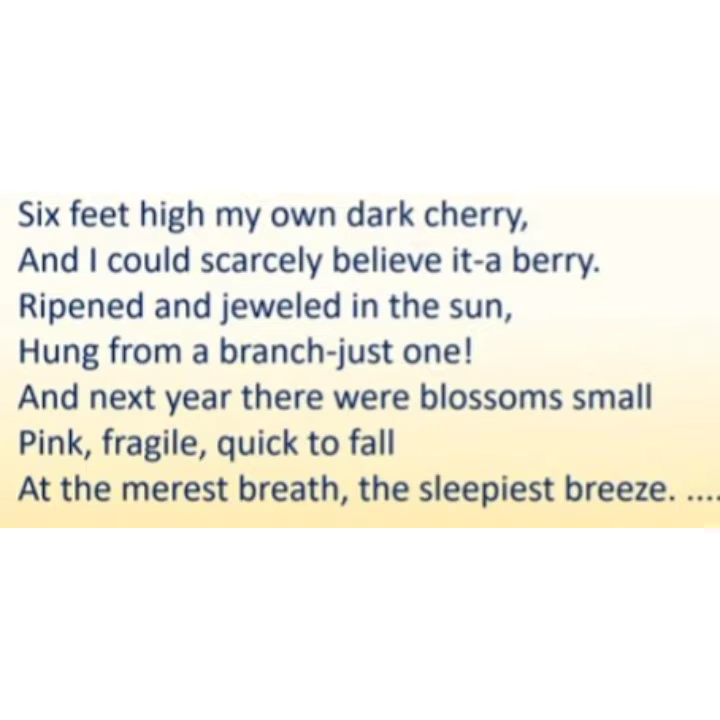 Six feet high my own dark cherry,
And I could scarcely believe it-a berry.
Ripened and jeweled in the sun,
Hung from a branch-just one!
And next year there were blossoms small
Pink, fragile, quick to fall
At the merest breath, the sleepiest breeze. ....